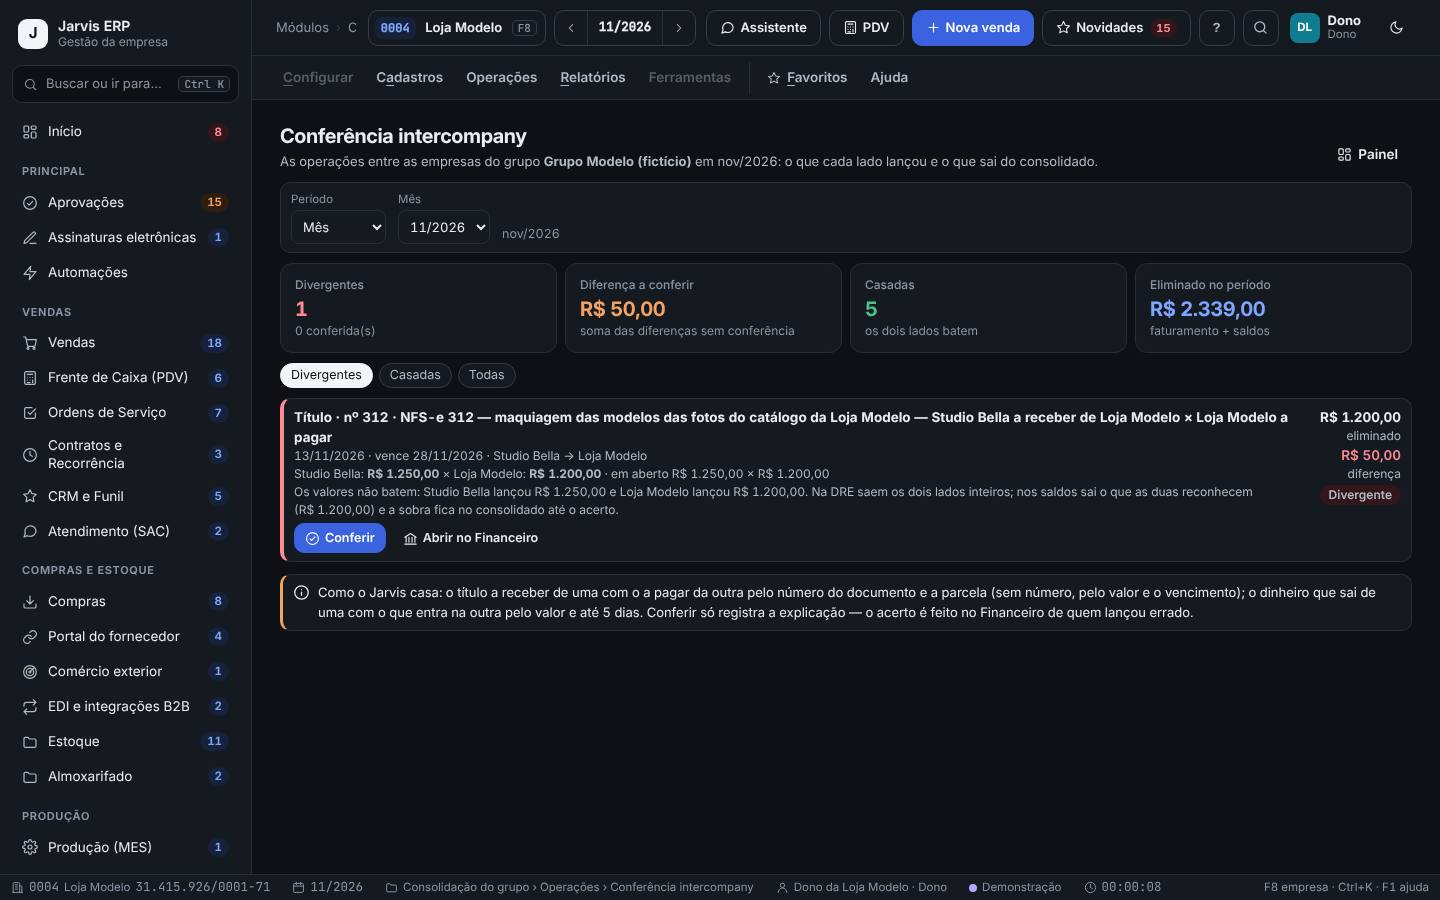 J
Jarvis ERP
Gestão da empresa
Buscar ou ir para...
Ctrl K
Início
8
PRINCIPAL
Aprovações
15
Assinaturas eletrônicas
1
Automações
VENDAS
Vendas
18
Frente de Caixa (PDV)
6
Ordens de Serviço
7
Contratos e
Recorrência
3
CRM e Funil
5
Atendimento (SAC)
2
COMPRAS E ESTOQUE
Compras
8
Portal do fornecedor
4
Comércio exterior
1
EDI e integrações B2B
2
Estoque
11
Almoxarifado
2
PRODUÇÃO
Produção (MES)
1
Módulos › C
0004 Loja Modelo F8
‹ 11/2026 ›
Assistente
PDV
+ Nova venda
Novidades 15
?
DL
Dono
Dono
Configurar
Cadastros
Operações
Relatórios
Ferramentas
Favoritos
Ajuda
Conferência intercompany
As operações entre as empresas do grupo Grupo Modelo (fictício) em nov/2026: o que cada lado lançou e o que sai do consolidado.
Painel
Período
Mês
Mês
11/2026
nov/2026
Divergentes
1
0 conferida(s)
Diferença a conferir
R$ 50,00
soma das diferenças sem conferência
Casadas
5
os dois lados batem
Eliminado no período
R$ 2.339,00
faturamento + saldos
Divergentes
Casadas
Todas
Título · nº 312 · NFS-e 312 — maquiagem das modelos das fotos do catálogo da Loja Modelo — Studio Bella a receber de Loja Modelo × Loja Modelo a
pagar
13/11/2026 · vence 28/11/2026 · Studio Bella → Loja Modelo
Studio Bella: R$ 1.250,00 × Loja Modelo: R$ 1.200,00 · em aberto R$ 1.250,00 × R$ 1.200,00
Os valores não batem: Studio Bella lançou R$ 1.250,00 e Loja Modelo lançou R$ 1.200,00. Na DRE saem os dois lados inteiros; nos saldos sai o que as duas reconhecem
(R$ 1.200,00) e a sobra fica no consolidado até o acerto.
Conferir
Abrir no Financeiro
R$ 1.200,00
eliminado
R$ 50,00
diferença
Divergente
Como o Jarvis casa: o título a receber de uma com o a pagar da outra pelo número do documento e a parcela (sem número, pelo valor e o vencimento); o dinheiro que sai de
uma com o que entra na outra pelo valor e até 5 dias. Conferir só registra a explicação — o acerto é feito no Financeiro de quem lançou errado.
0004 Loja Modelo 31.415.926/0001-71
11/2026
Consolidação do grupo › Operações › Conferência intercompany
Dono da Loja Modelo · Dono
Demonstração
00:00:08
F8 empresa · Ctrl+K · F1 ajuda